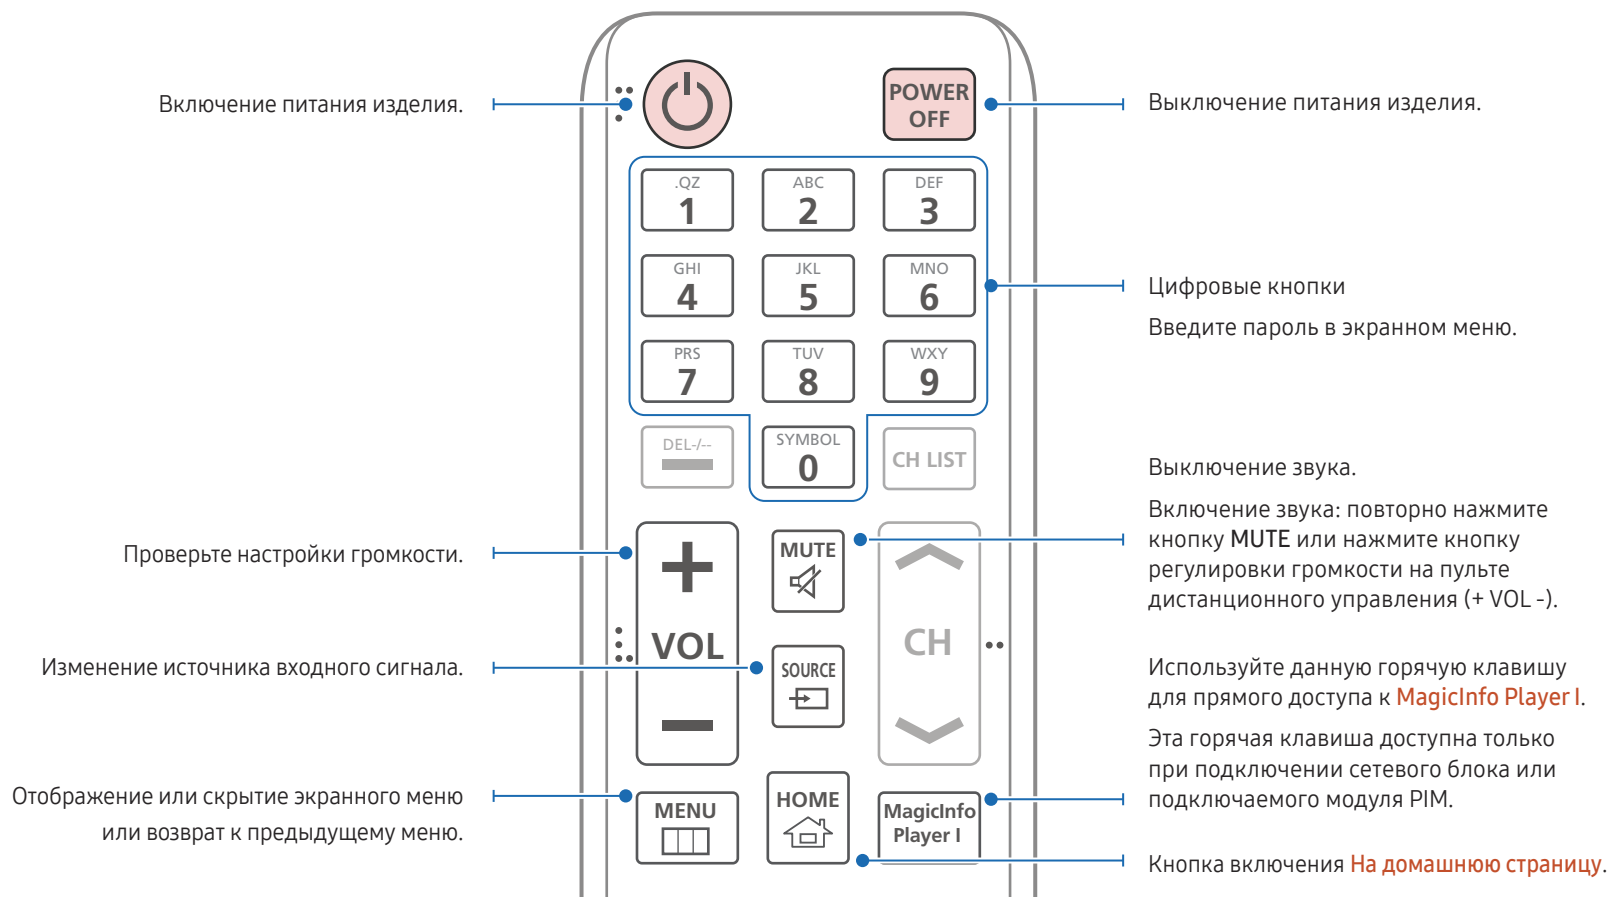 Включение питания изделия.
POWER
OFF
Выключение питания изделия.
.QZ
1
ABC
2
DEF
3
GHI
4
JKL
5
MNO
6
Цифровые кнопки
Введите пароль в экранном меню.
PRS
7
TUV
8
WXY
9
DEL-/--
SYMBOL
0
CH LIST
Выключение звука.
Включение звука: повторно нажмите
кнопку MUTE или нажмите кнопку
регулировки громкости на пульте
дистанционного управления (+ VOL -).
Проверьте настройки громкости.
MUTE
VOL
CH
Изменение источника входного сигнала.
SOURCE
Используйте данную горячую клавишу
для прямого доступа к MagicInfo Player I.
Эта горячая клавиша доступна только
при подключении сетевого блока или
подключаемого модуля PIM.
Отображение или скрытие экранного меню
или возврат к предыдущему меню.
MENU
HOME
MagicInfo
Player I
Кнопка включения На домашнюю страницу.